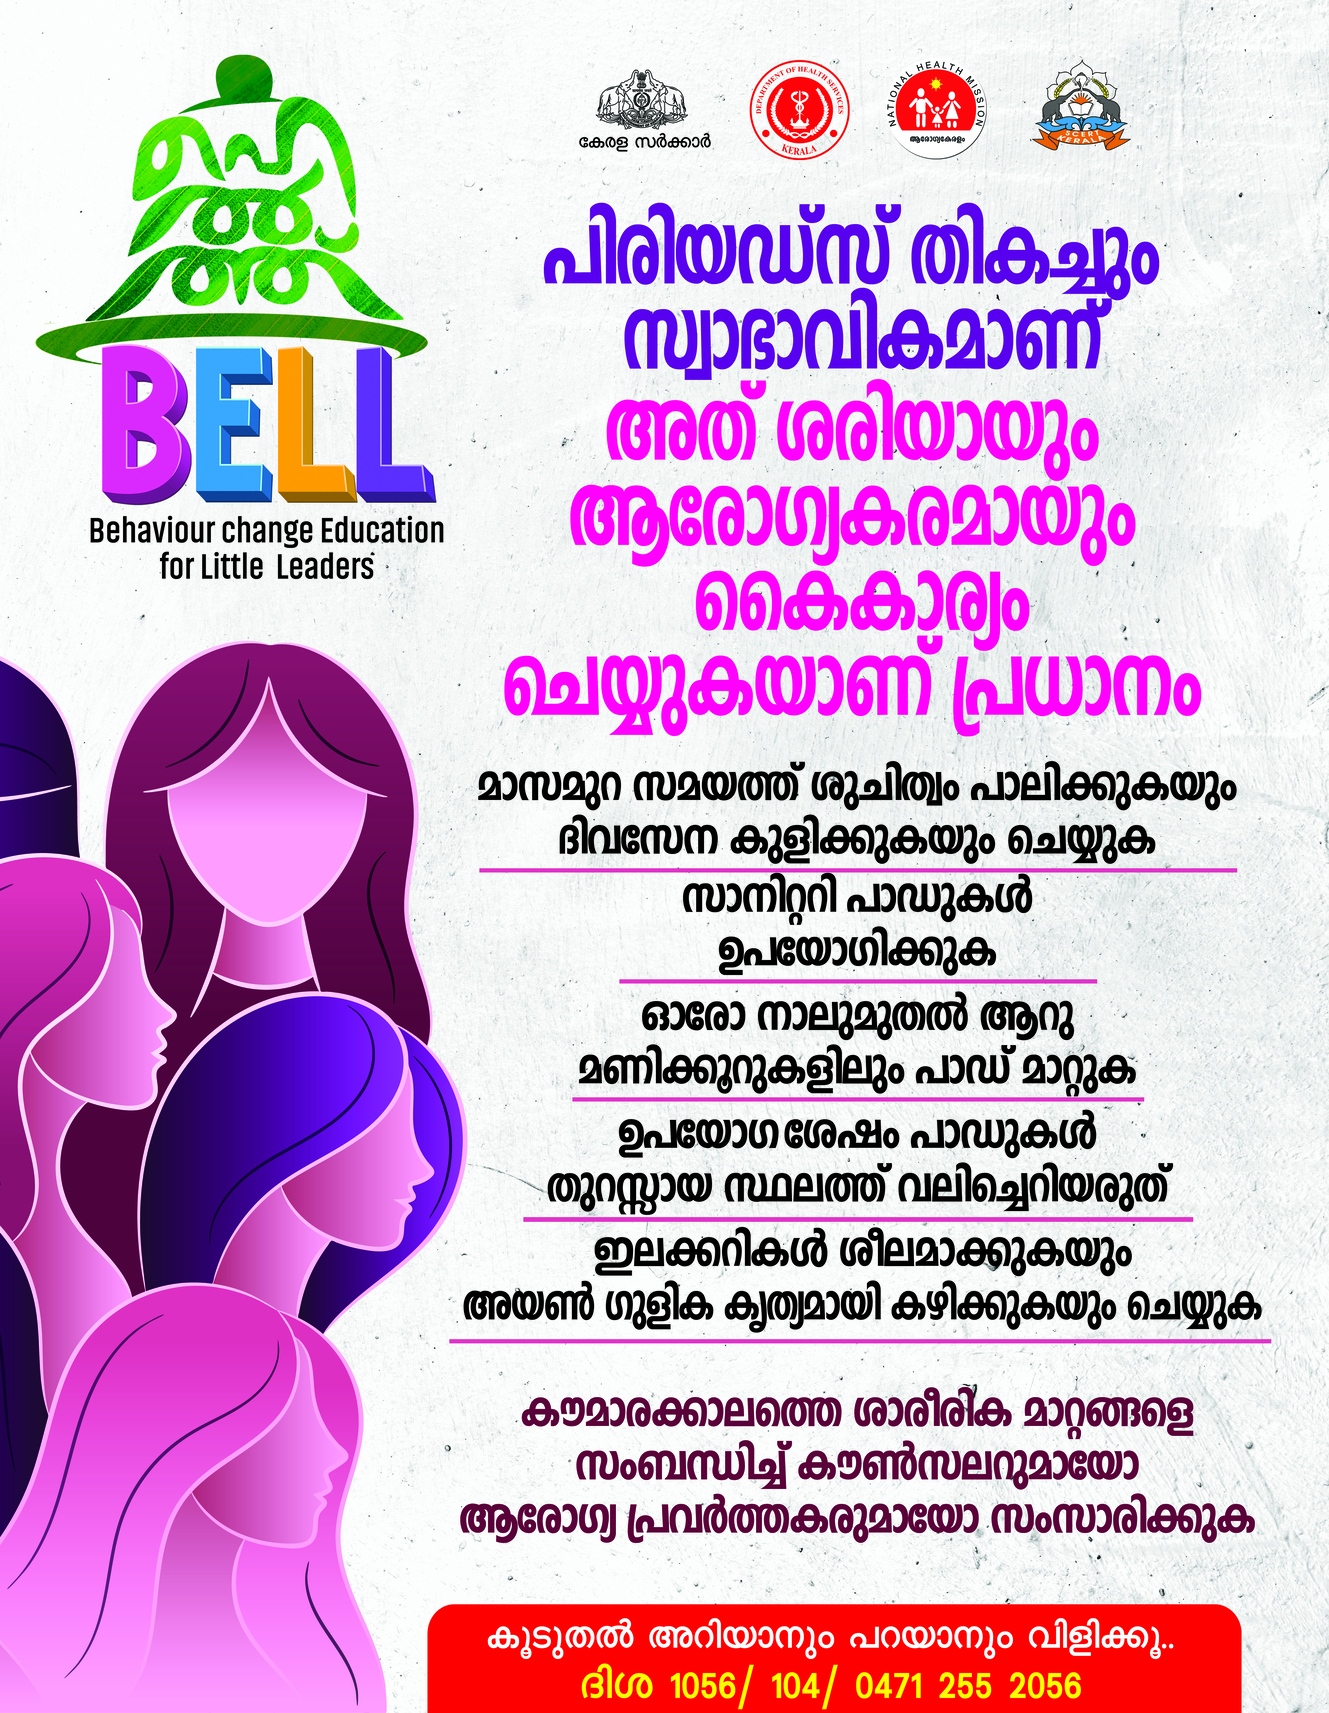 കേരള സർക്കാർ
DEPARTMENT OF HEALTH SERVICES
KERALA
NATIONAL HEALTH MISSION
ആരോഗ്യകേരളം
SCERT
KERALA
BELL
Behaviour change Education
for Little Leaders
പിരിയഡ്സ് തികച്ചും
സ്വാഭാവികമാണ്
അത് ശരിയായും
ആരോഗ്യകരമായും
കൈകാര്യം
ചെയ്യുകയാണ് പ്രധാനം
മാസമുറ സമയത്ത് ശുചിത്വം പാലിക്കുകയും
ദിവസേന കുളിക്കുകയും ചെയ്യുക
സാനിറ്ററി പാഡുകൾ
ഉപയോഗിക്കുക
ഓരോ നാലുമുതൽ ആറു
മണിക്കൂറുകളിലും പാഡ് മാറ്റുക
ഉപയോഗശേഷം പാഡുകൾ
തുറസ്സായ സ്ഥലത്ത് വലിച്ചെറിയരുത്
ഇലക്കറികൾ ശീലമാക്കുകയും
അയൺ ഗുളിക കൃത്യമായി കഴിക്കുകയും ചെയ്യുക
കൗമാരക്കാലത്തെ ശാരീരിക മാറ്റങ്ങളെ
സംബന്ധിച്ച് കൗൺസലറുമായോ
ആരോഗ്യ പ്രവർത്തകരുമായോ സംസാരിക്കുക
കൂടുതൽ അറിയാനും പറയാനും വിളിക്കൂ..
ദിശ 1056/ 104/ 0471 255 2056